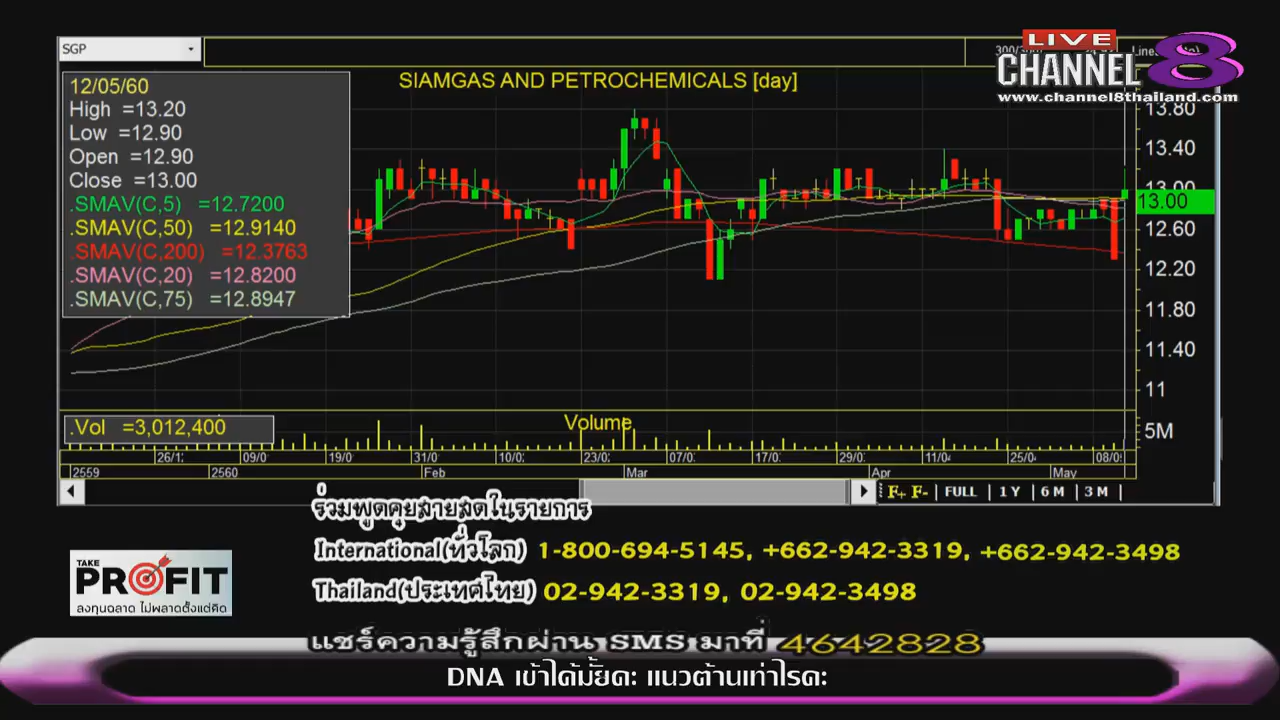 SGP
LIVE
CHANNEL 8
www.channel8thailand.com
SIAMGAS AND PETROCHEMICALS [day]
12/05/60
High =13.20
Low =12.90
Open =12.90
Close =13.00
.SMAV(C,5) =12.7200
.SMAV(C,50) =12.9140
.SMAV(C,200) =12.3763
.SMAV(C,20) =12.8200
.SMAV(C,75) =12.8947
13.80
13.40
13.00
13.00
12.60
12.20
11.80
11.40
11
.Vol =3,012,400
Volume
5M
26/1 09/0 19/0 01/0 10/0 23/0 07/0 17/0 29/0 11/0 25/0 08/0
2559 2560 Feb Mar Apr May
F+ F- FULL 1 Y 6 M 3 M
ร่วมพูดคุยสายสดในรายการ
International(ทั่วโลก) 1-800-694-5145, +662-942-3319, +662-942-3498
Thailand(ประเทศไทย) 02-942-3319, 02-942-3498
TAKE
PROFIT
ลงทุนฉลาด ไม่พลาดตั้งแต่คิด
แชร์ความรู้สึกผ่าน SMS มาที่ 4642828
DNA เข้าได้มั้ยคะ แนวต้านเท่าไรคะ